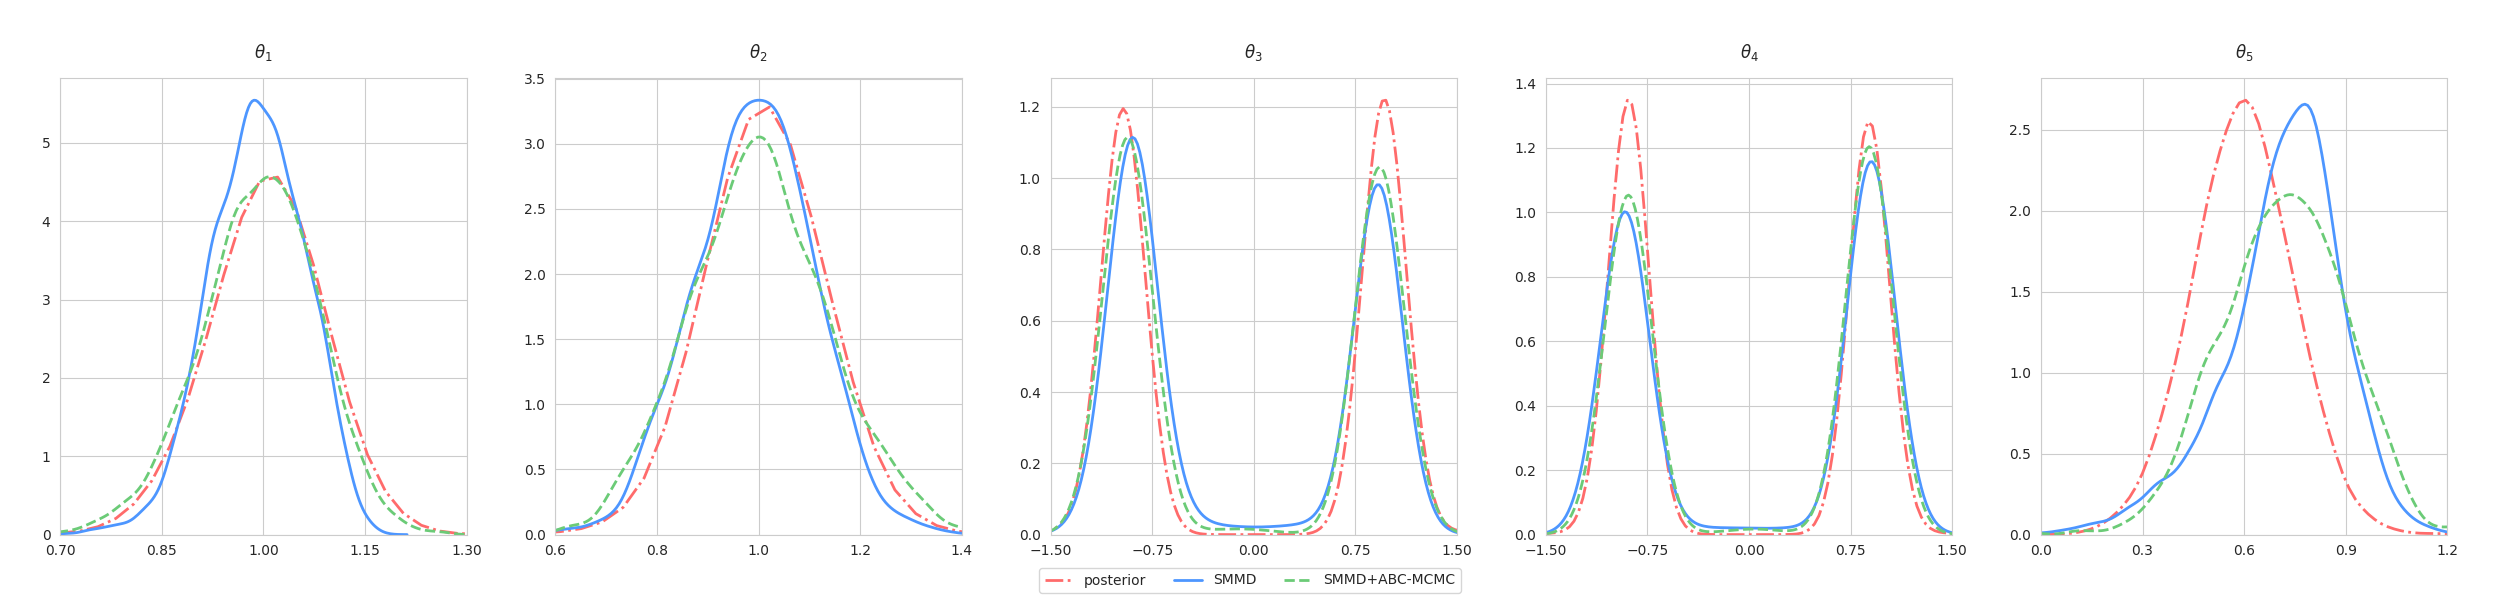 θ1 θ2 θ3 θ4 θ5
5 4 3 2 1 0
0.70 0.85 1.00 1.15 1.30
3.5 3.0 2.5 2.0 1.5 1.0 0.5 0.0
0.6 0.8 1.0 1.2 1.4
1.2 1.0 0.8 0.6 0.4 0.2 0.0
−1.50 −0.75 0.00 0.75 1.50
1.4 1.2 1.0 0.8 0.6 0.4 0.2 0.0
−1.50 −0.75 0.00 0.75 1.50
2.5 2.0 1.5 1.0 0.5 0.0
0.0 0.3 0.6 0.9 1.2
posterior SMMD SMMD+ABC-MCMC